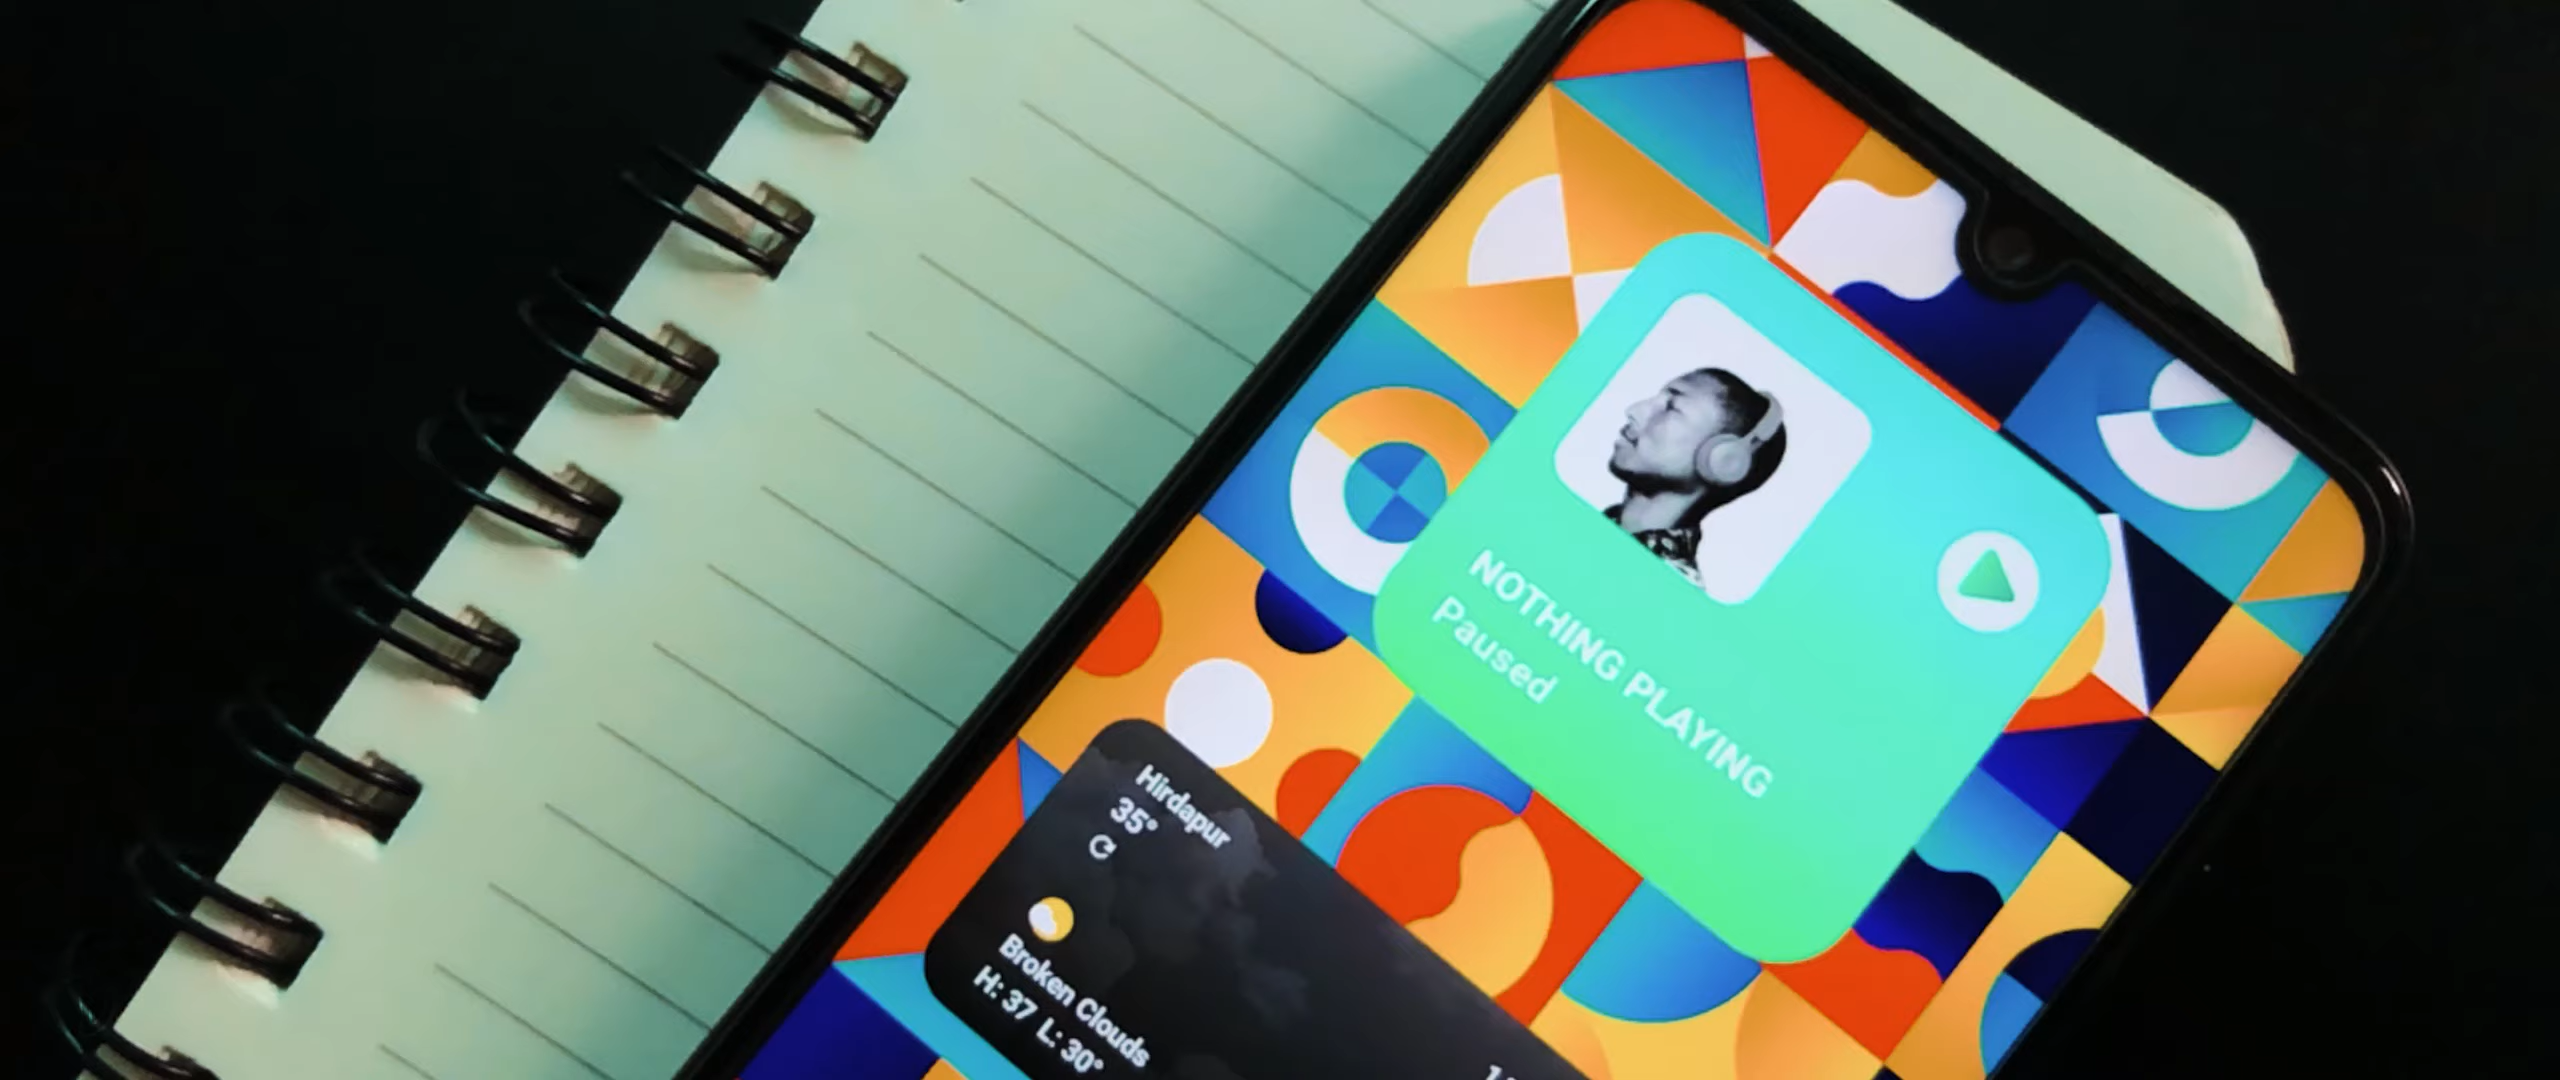 NOTHING PLAYING
Paused
Hirdapur
35°
Broken Clouds
H: 37 L: 30°